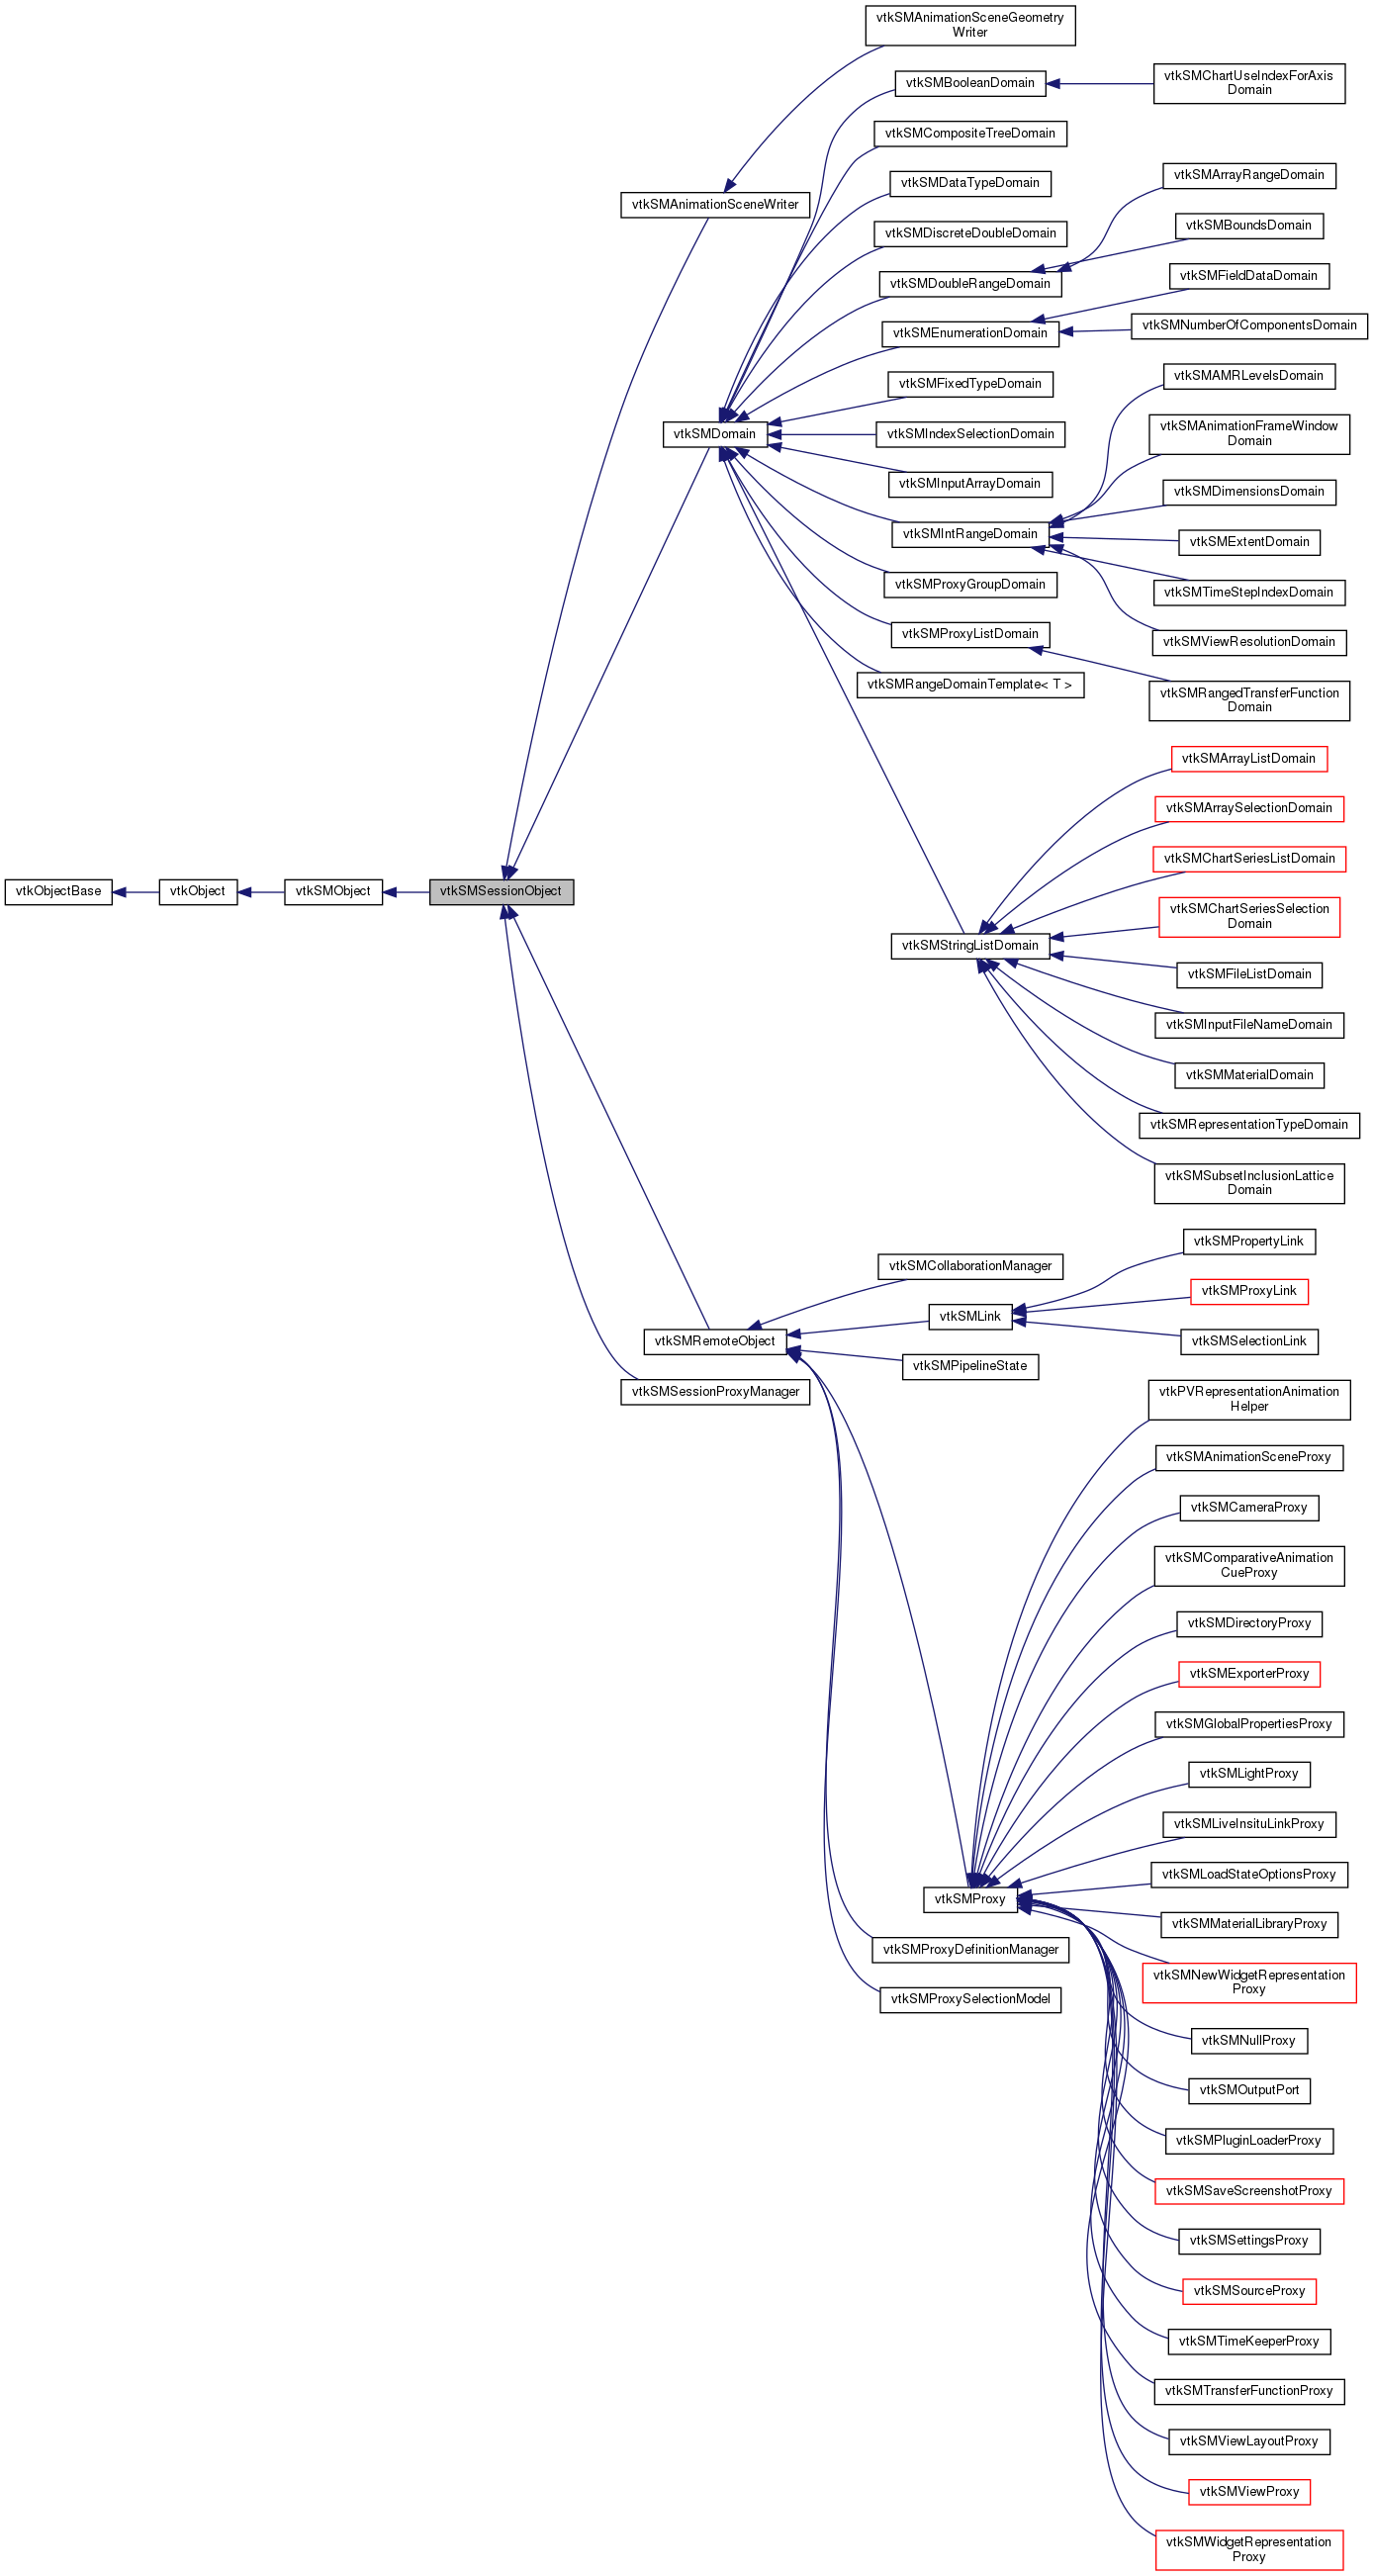 vtkSMAnimationSceneGeometry
Writer
vtkSMBooleanDomain
vtkSMChartUseIndexForAxis
Domain
vtkSMCompositeTreeDomain
vtkSMArrayRangeDomain
vtkSMDataTypeDomain
vtkSMAnimationSceneWriter
vtkSMBoundsDomain
vtkSMDiscreteDoubleDomain
vtkSMFieldDataDomain
vtkSMDoubleRangeDomain
vtkSMNumberOfComponentsDomain
vtkSMEnumerationDomain
vtkSMAMRLevelsDomain
vtkSMFixedTypeDomain
vtkSMDomain
vtkSMIndexSelectionDomain
vtkSMAnimationFrameWindow
Domain
vtkSMInputArrayDomain
vtkSMDimensionsDomain
vtkSMIntRangeDomain
vtkSMExtentDomain
vtkSMProxyGroupDomain
vtkSMTimeStepIndexDomain
vtkSMProxyListDomain
vtkSMViewResolutionDomain
vtkSMRangeDomainTemplate< T >
vtkSMRangedTransferFunction
Domain
vtkSMArrayListDomain
vtkSMArraySelectionDomain
vtkSMChartSeriesListDomain
vtkObjectBase
vtkObject
vtkSMObject
vtkSMSessionObject
vtkSMChartSeriesSelection
Domain
vtkSMStringListDomain
vtkSMFileListDomain
vtkSMInputFileNameDomain
vtkSMMaterialDomain
vtkSMRepresentationTypeDomain
vtkSMSubsetInclusionLattice
Domain
vtkSMPropertyLink
vtkSMCollaborationManager
vtkSMProxyLink
vtkSMLink
vtkSMRemoteObject
vtkSMSelectionLink
vtkSMPipelineState
vtkSMSessionProxyManager
vtkPVRepresentationAnimation
Helper
vtkSMAnimationSceneProxy
vtkSMCameraProxy
vtkSMComparativeAnimation
CueProxy
vtkSMDirectoryProxy
vtkSMExporterProxy
vtkSMGlobalPropertiesProxy
vtkSMLightProxy
vtkSMLiveInsituLinkProxy
vtkSMLoadStateOptionsProxy
vtkSMProxy
vtkSMMaterialLibraryProxy
vtkSMProxyDefinitionManager
vtkSMNewWidgetRepresentation
Proxy
vtkSMProxySelectionModel
vtkSMNullProxy
vtkSMOutputPort
vtkSMPluginLoaderProxy
vtkSMSaveScreenshotProxy
vtkSMSettingsProxy
vtkSMSourceProxy
vtkSMTimeKeeperProxy
vtkSMTransferFunctionProxy
vtkSMViewLayoutProxy
vtkSMViewProxy
vtkSMWidgetRepresentation
Proxy